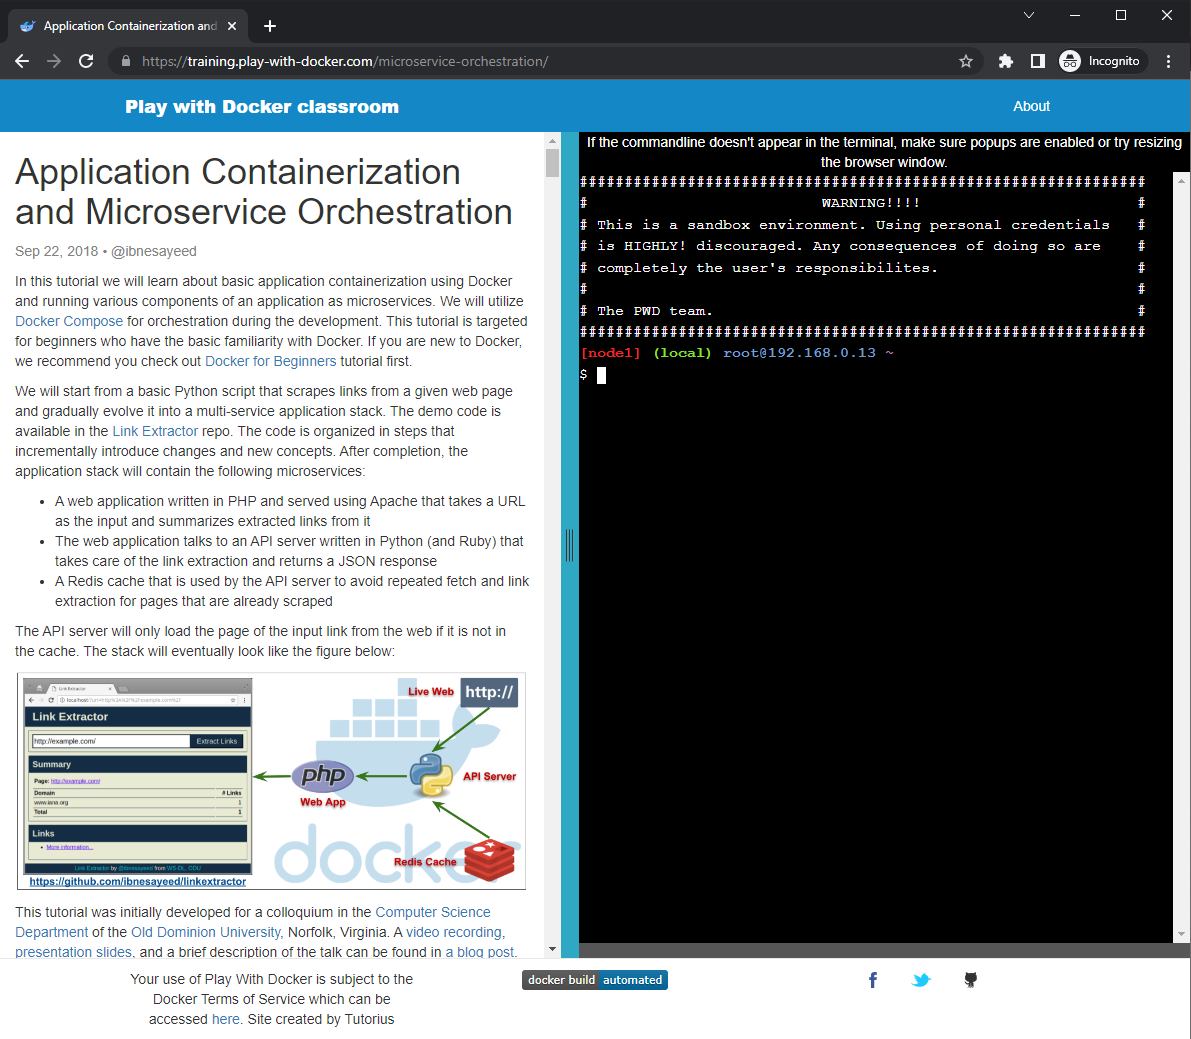 Application Containerization and
https://training.play-with-docker.com/microservice-orchestration/
Incognito
Play with Docker classroom
About
Application Containerization
and Microservice Orchestration
Sep 22, 2018 • @ibnesayeed
In this tutorial we will learn about basic application containerization using Docker
and running various components of an application as microservices. We will utilize
Docker Compose for orchestration during the development. This tutorial is targeted
for beginners who have the basic familiarity with Docker. If you are new to Docker,
we recommend you check out Docker for Beginners tutorial first.
We will start from a basic Python script that scrapes links from a given web page
and gradually evolve it into a multi-service application stack. The demo code is
available in the Link Extractor repo. The code is organized in steps that
incrementally introduce changes and new concepts. After completion, the
application stack will contain the following microservices:
• A web application written in PHP and served using Apache that takes a URL
as the input and summarizes extracted links from it
• The web application talks to an API server written in Python (and Ruby) that
takes care of the link extraction and returns a JSON response
• A Redis cache that is used by the API server to avoid repeated fetch and link
extraction for pages that are already scraped
The API server will only load the page of the input link from the web if it is not in
the cache. The stack will eventually look like the figure below:
Link Extractor
Link Extractor
http://example.com/
Extract Links
Summary
Page: http://example.com/
Domain # Links
www.iana.org 1
Total 1
Links
• More information...
Link Extractor by @ibnesayeed from WS-DL, ODU
https://github.com/ibnesayeed/linkextractor
Live Web
http://
php
Web App
API Server
Redis Cache
docker
This tutorial was initially developed for a colloquium in the Computer Science
Department of the Old Dominion University, Norfolk, Virginia. A video recording,
presentation slides, and a brief description of the talk can be found in a blog post.
If the commandline doesn't appear in the terminal, make sure popups are enabled or try resizing
the browser window.
###############################################################
# WARNING!!!! #
# This is a sandbox environment. Using personal credentials #
# is HIGHLY! discouraged. Any consequences of doing so are #
# completely the user's responsibilites. #
# #
# The PWD team. #
###############################################################
[node1] (local) root@192.168.0.13 ~
$
Your use of Play With Docker is subject to the
Docker Terms of Service which can be
accessed here. Site created by Tutorius
docker build automated